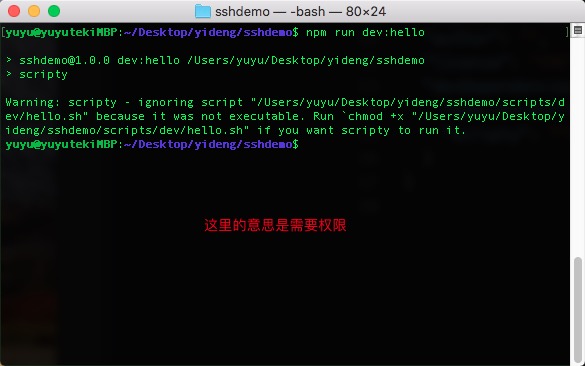 sshdemo — -bash — 80×24
[yuyu@yuyutekiMBP:~/Desktop/yideng/sshdemo$ npm run dev:hello ]
> sshdemo@1.0.0 dev:hello /Users/yuyu/Desktop/yideng/sshdemo
> scripty
Warning: scripty - ignoring script "/Users/yuyu/Desktop/yideng/sshdemo/scripts/d
ev/hello.sh" because it was not executable. Run `chmod +x "/Users/yuyu/Desktop/y
ideng/sshdemo/scripts/dev/hello.sh" if you want scripty to run it.
yuyu@yuyutekiMBP:~/Desktop/yideng/sshdemo$
这里的意思是需要权限